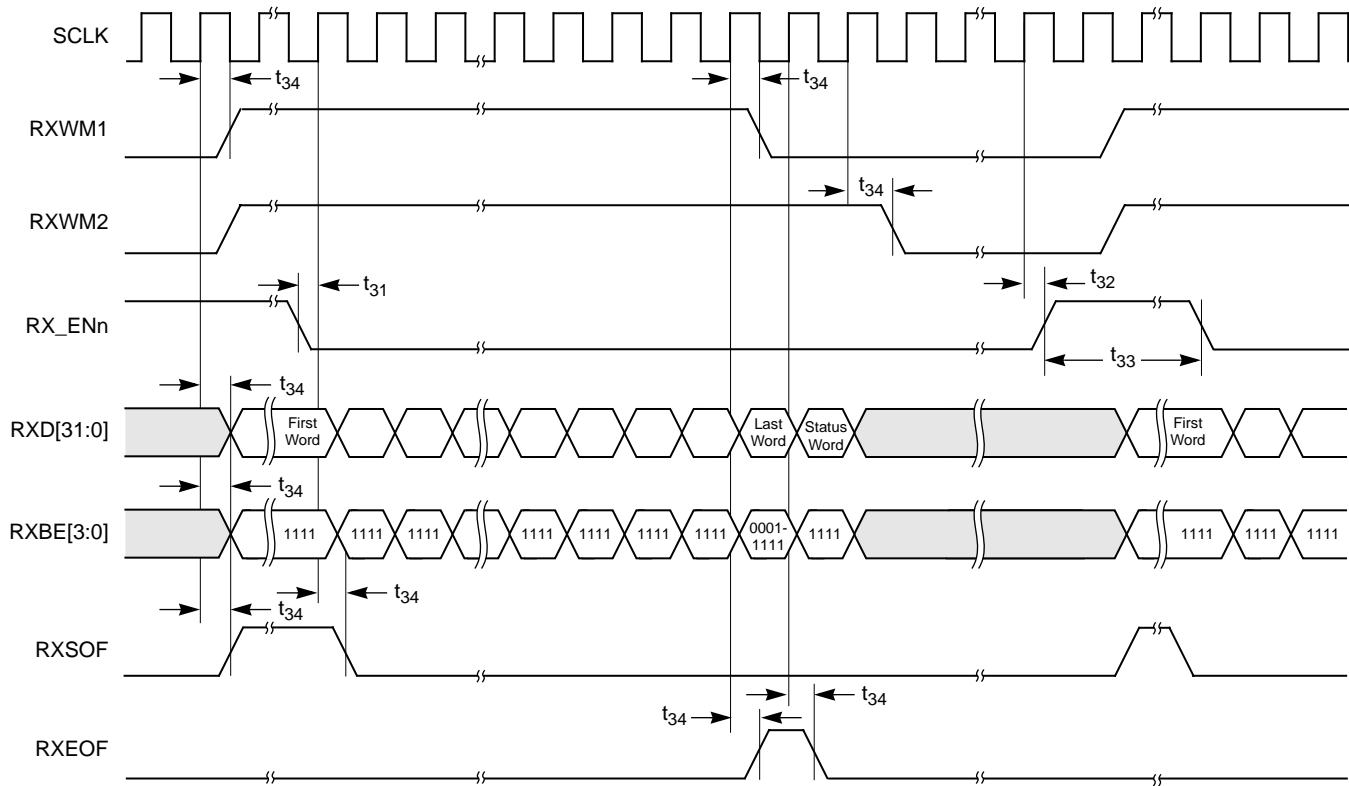 SCLK
t34
t34
RXWM1
t34
RXWM2
t31
t32
RX_ENn
t33
t34
RXD[31:0]
First Word
Last Word
Status Word
First Word
t34
RXBE[3:0]
1111
1111
1111
1111
1111
1111
1111
0001-1111
1111
1111
1111
1111
t34
t34
RXSOF
t34
t34
RXEOF